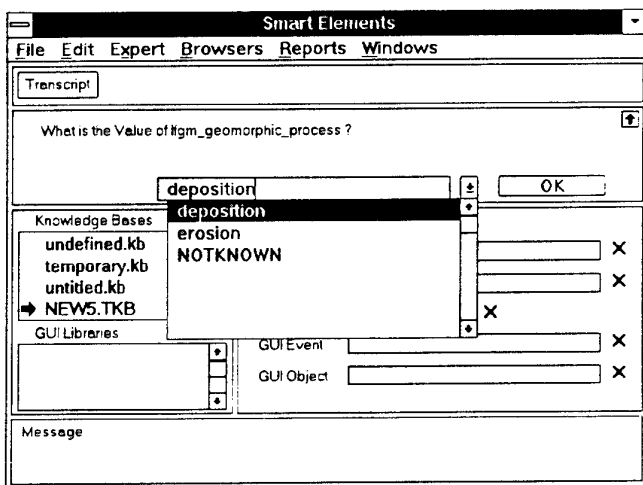 Smart Elements
File Edit Expert Browsers Reports Windows
Transcript
What is the Value of lfgm_geomorphic_process ?
deposition
OK
deposition
erosion
NOTKNOWN
Knowledge Bases
undefined.kb
temporary.kb
untitled.kb
NEW5.TKB
GUI Libraries
GUI Event
GUI Object
Message